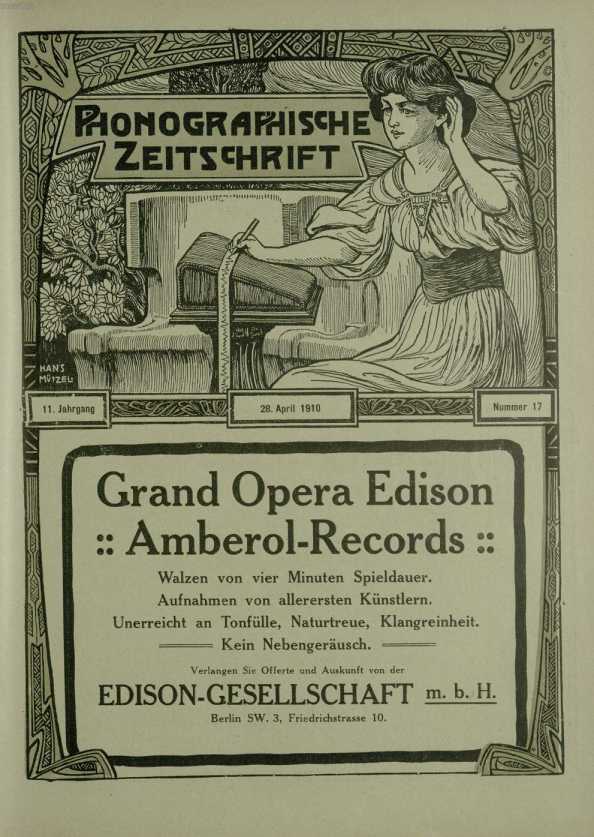 PHONOGRAPHISCHE
ZEITSCHRIFT
HANS
MÜTZEL
11. Jahrgang
28. April 1910
Nummer 17
Grand Opera Edison
:: Amberol-Records ::
Walzen von vier Minuten Spieldauer.
Aufnahmen von allerersten Künstlern.
Unerreicht an Tonfülle, Naturtreue, Klangreinheit.
Kein Nebengeräusch.
Verlangen Sie Offerte und Auskunft von der
EDISON-GESELLSCHAFT m. b. H.
Berlin SW. 3, Friedrichstrasse 10.